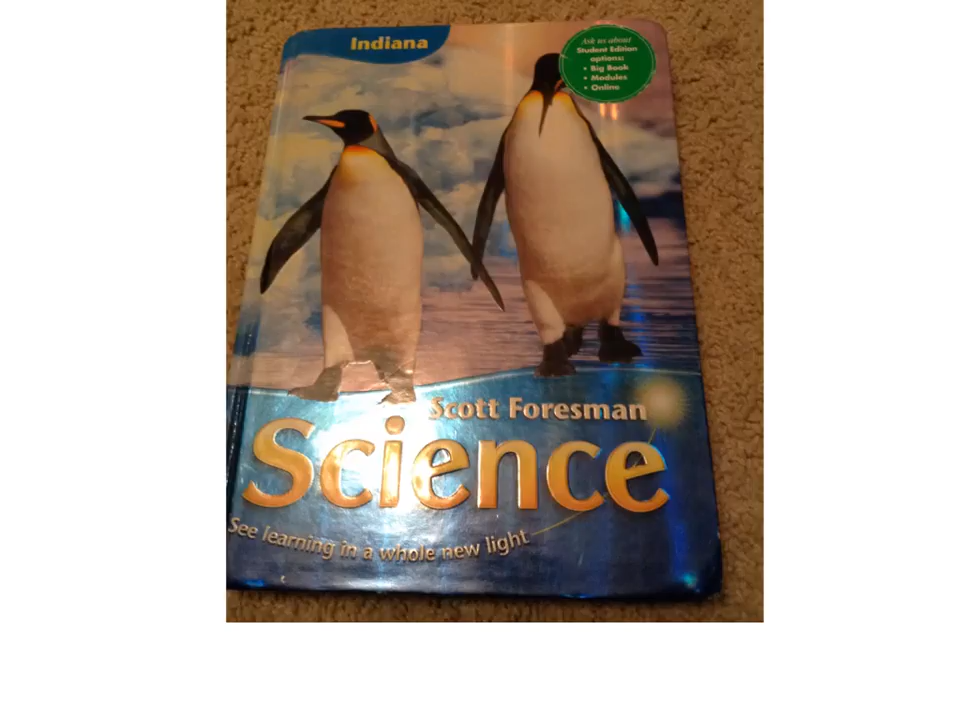 Indiana
Ask us about
Student Edition
options:
• Big Book
• Modules
• Online
Scott Foresman
Science
See learning in a whole new light